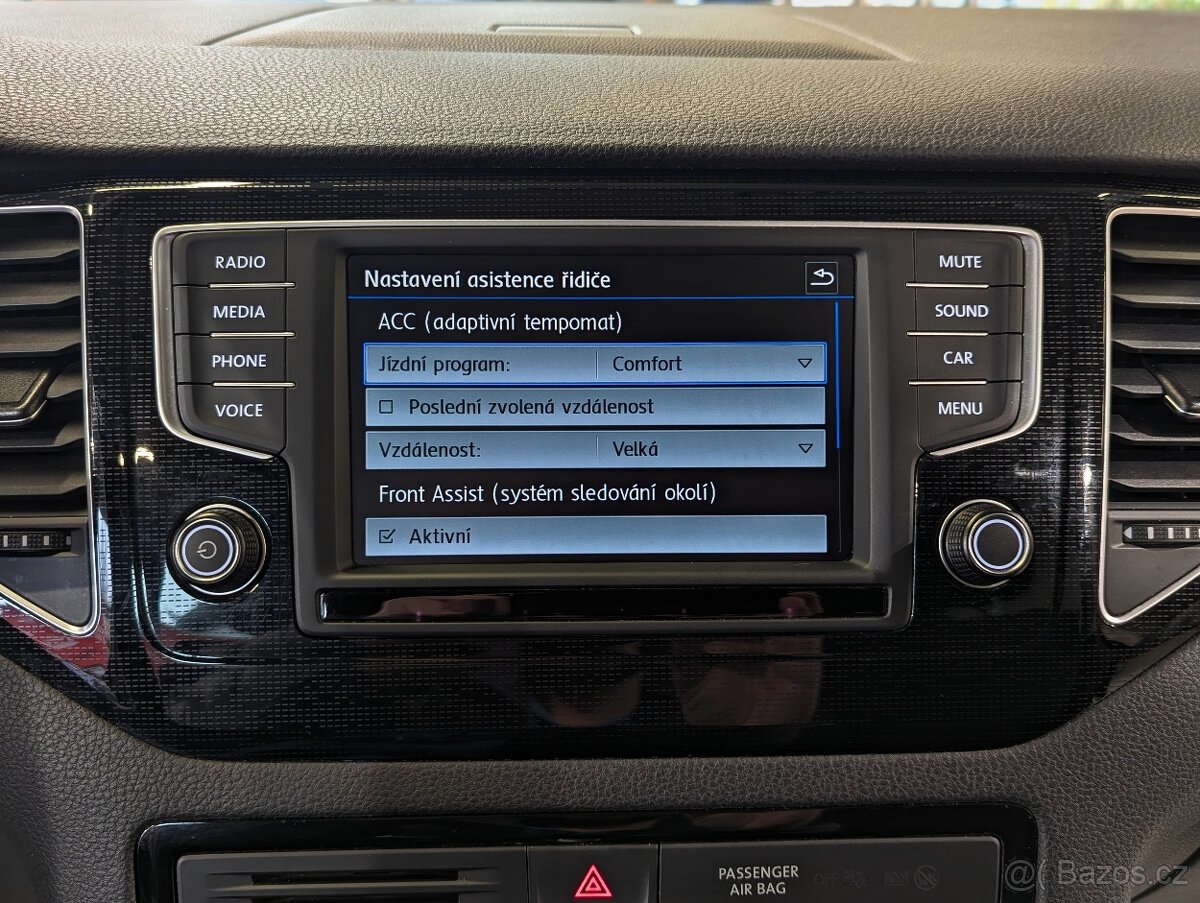 RADIO
MEDIA
PHONE
VOICE
Nastavení asistence řidiče
ACC (adaptivní tempomat)
Jízdní program: Comfort
Poslední zvolená vzdálenost
Vzdálenost: Velká
Front Assist (systém sledování okolí)
Aktivní
MUTE
SOUND
CAR
MENU
PASSENGER
AIR BAG
OFF
Bazos.cz